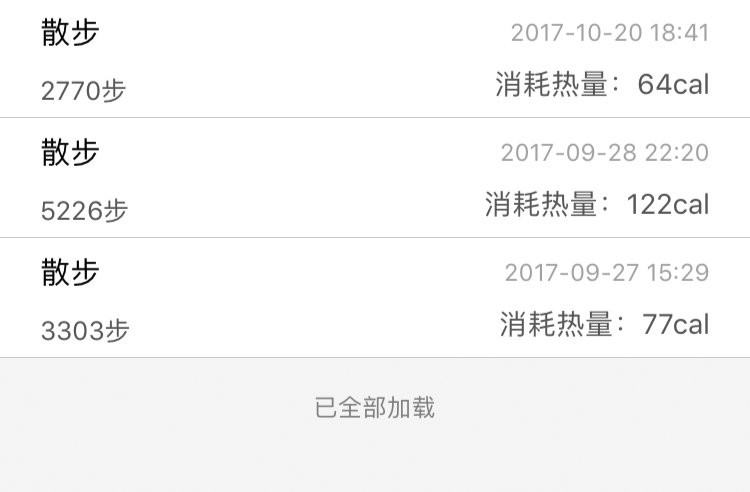 散步 2017-10-20 18:41
2770步 消耗热量：64cal
散步 2017-09-28 22:20
5226步 消耗热量：122cal
散步 2017-09-27 15:29
3303步 消耗热量：77cal
已全部加载